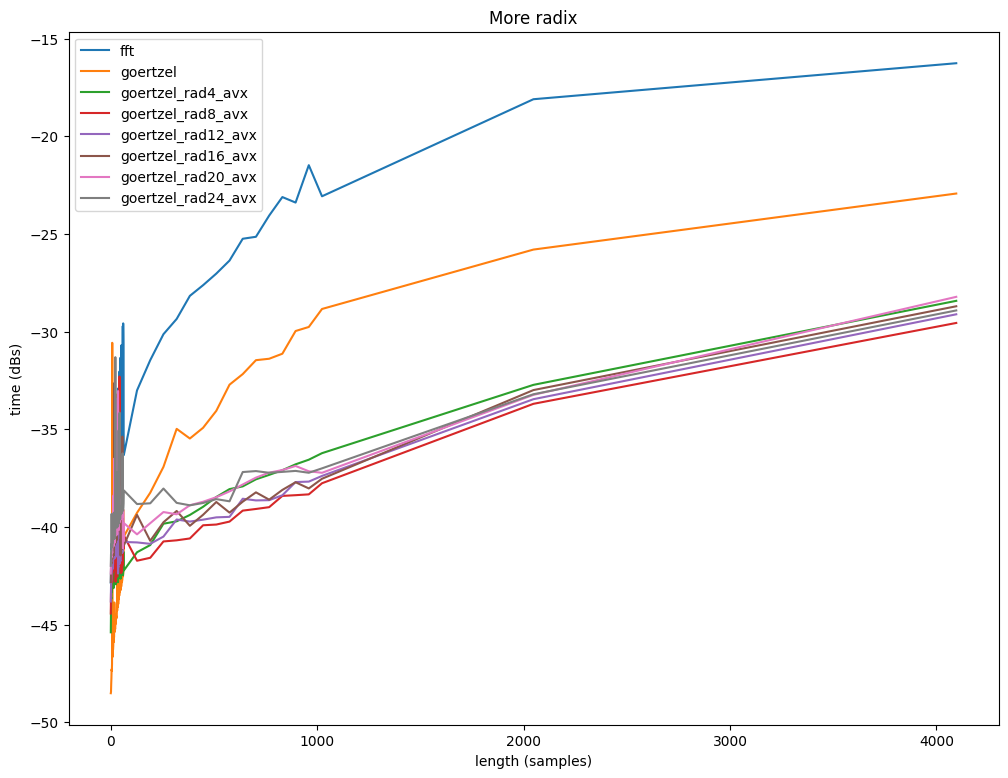 More radix
fft
goertzel
goertzel_rad4_avx
goertzel_rad8_avx
goertzel_rad12_avx
goertzel_rad16_avx
goertzel_rad20_avx
goertzel_rad24_avx
−15
−20
−25
−30
−35
−40
−45
−50
time (dBs)
0 1000 2000 3000 4000
length (samples)